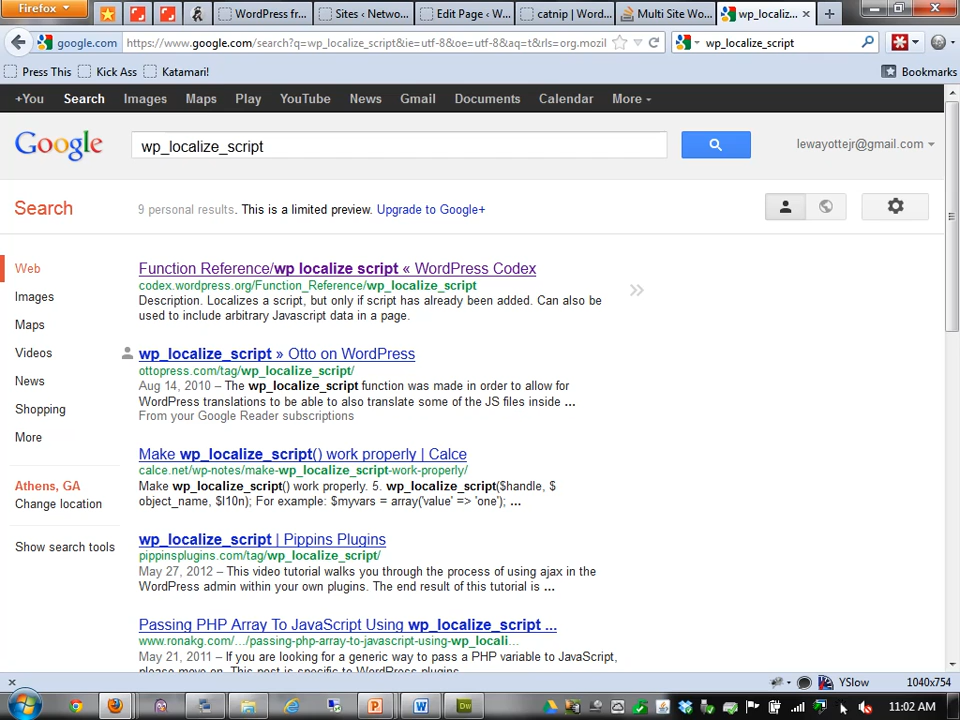 Firefox
WordPress fr...
Sites ‹ Netwo...
Edit Page ‹ W...
catnip | Word...
Multi Site Wo...
wp_localiz...
google.com
https://www.google.com/search?q=wp_localize_script&ie=utf-8&oe=utf-8&aq=t&rls=org.mozil
wp_localize_script
Press This
Kick Ass
Katamari!
Bookmarks
+You Search Images Maps Play YouTube News Gmail Documents Calendar More
Google
wp_localize_script
lewayottejr@gmail.com
Search
9 personal results. This is a limited preview. Upgrade to Google+
Web
Images
Maps
Videos
News
Shopping
More
Athens, GA
Change location
Show search tools
Function Reference/wp localize script « WordPress Codex
codex.wordpress.org/Function_Reference/wp_localize_script
Description. Localizes a script, but only if script has already been added. Can also be
used to include arbitrary Javascript data in a page.
wp_localize_script » Otto on WordPress
ottopress.com/tag/wp_localize_script/
Aug 14, 2010 – The wp_localize_script function was made in order to allow for
WordPress translations to be able to also translate some of the JS files inside ...
From your Google Reader subscriptions
Make wp_localize_script() work properly | Calce
calce.net/wp-notes/make-wp_localize_script-work-properly/
Make wp_localize_script() work properly. 5. wp_localize_script($handle, $
object_name, $l10n); For example: $myvars = array('value' => 'one'); ...
wp_localize_script | Pippins Plugins
pippinsplugins.com/tag/wp_localize_script/
May 27, 2012 – This video tutorial walks you through the process of using ajax in the
WordPress admin within your own plugins. The end result of this tutorial is ...
Passing PHP Array To JavaScript Using wp_localize_script ...
www.ronakg.com/.../passing-php-array-to-javascript-using-wp_locali...
May 21, 2011 – If you are looking for a generic way to pass a PHP variable to JavaScript,
please move on. This post is specific to WordPress plugins.
YSlow
1040x754
11:02 AM